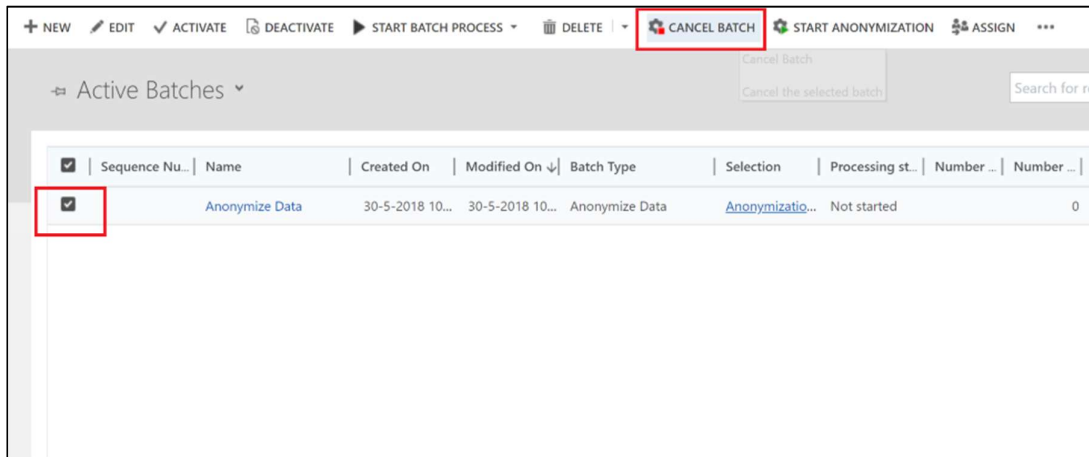 NEW EDIT ACTIVATE DEACTIVATE START BATCH PROCESS DELETE CANCEL BATCH START ANONYMIZATION ASSIGN •••
Cancel Batch
Active Batches
Cancel the selected batch
Search for r
Sequence Nu... Name Created On Modified On Batch Type Selection Processing st... Number ... Number ...
Anonymize Data 30-5-2018 10... 30-5-2018 10... Anonymize Data Anonymizatio... Not started 0